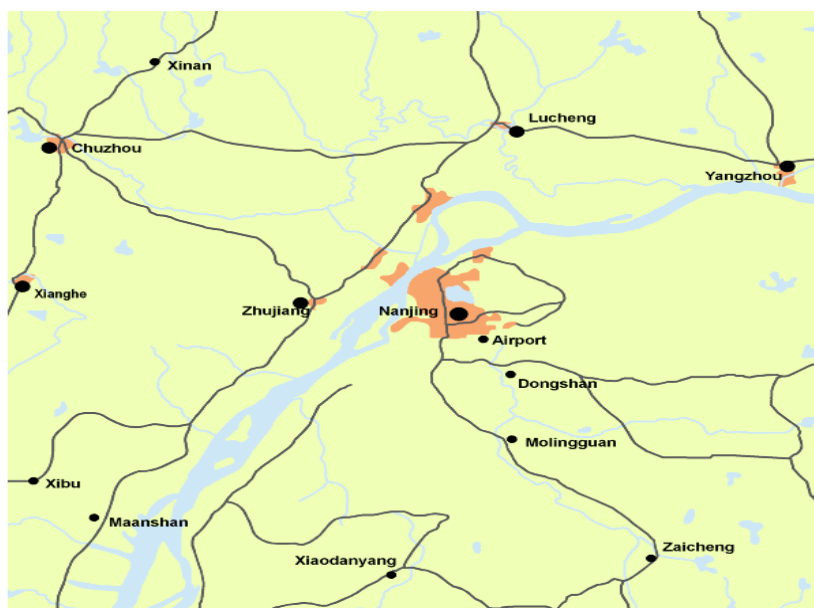 Xinan
Lucheng
Chuzhou
Yangzhou
Xianghe
Zhujiang
Nanjing
Airport
Dongshan
Molingguan
Xibu
Maanshan
Zaicheng
Xiaodanyang